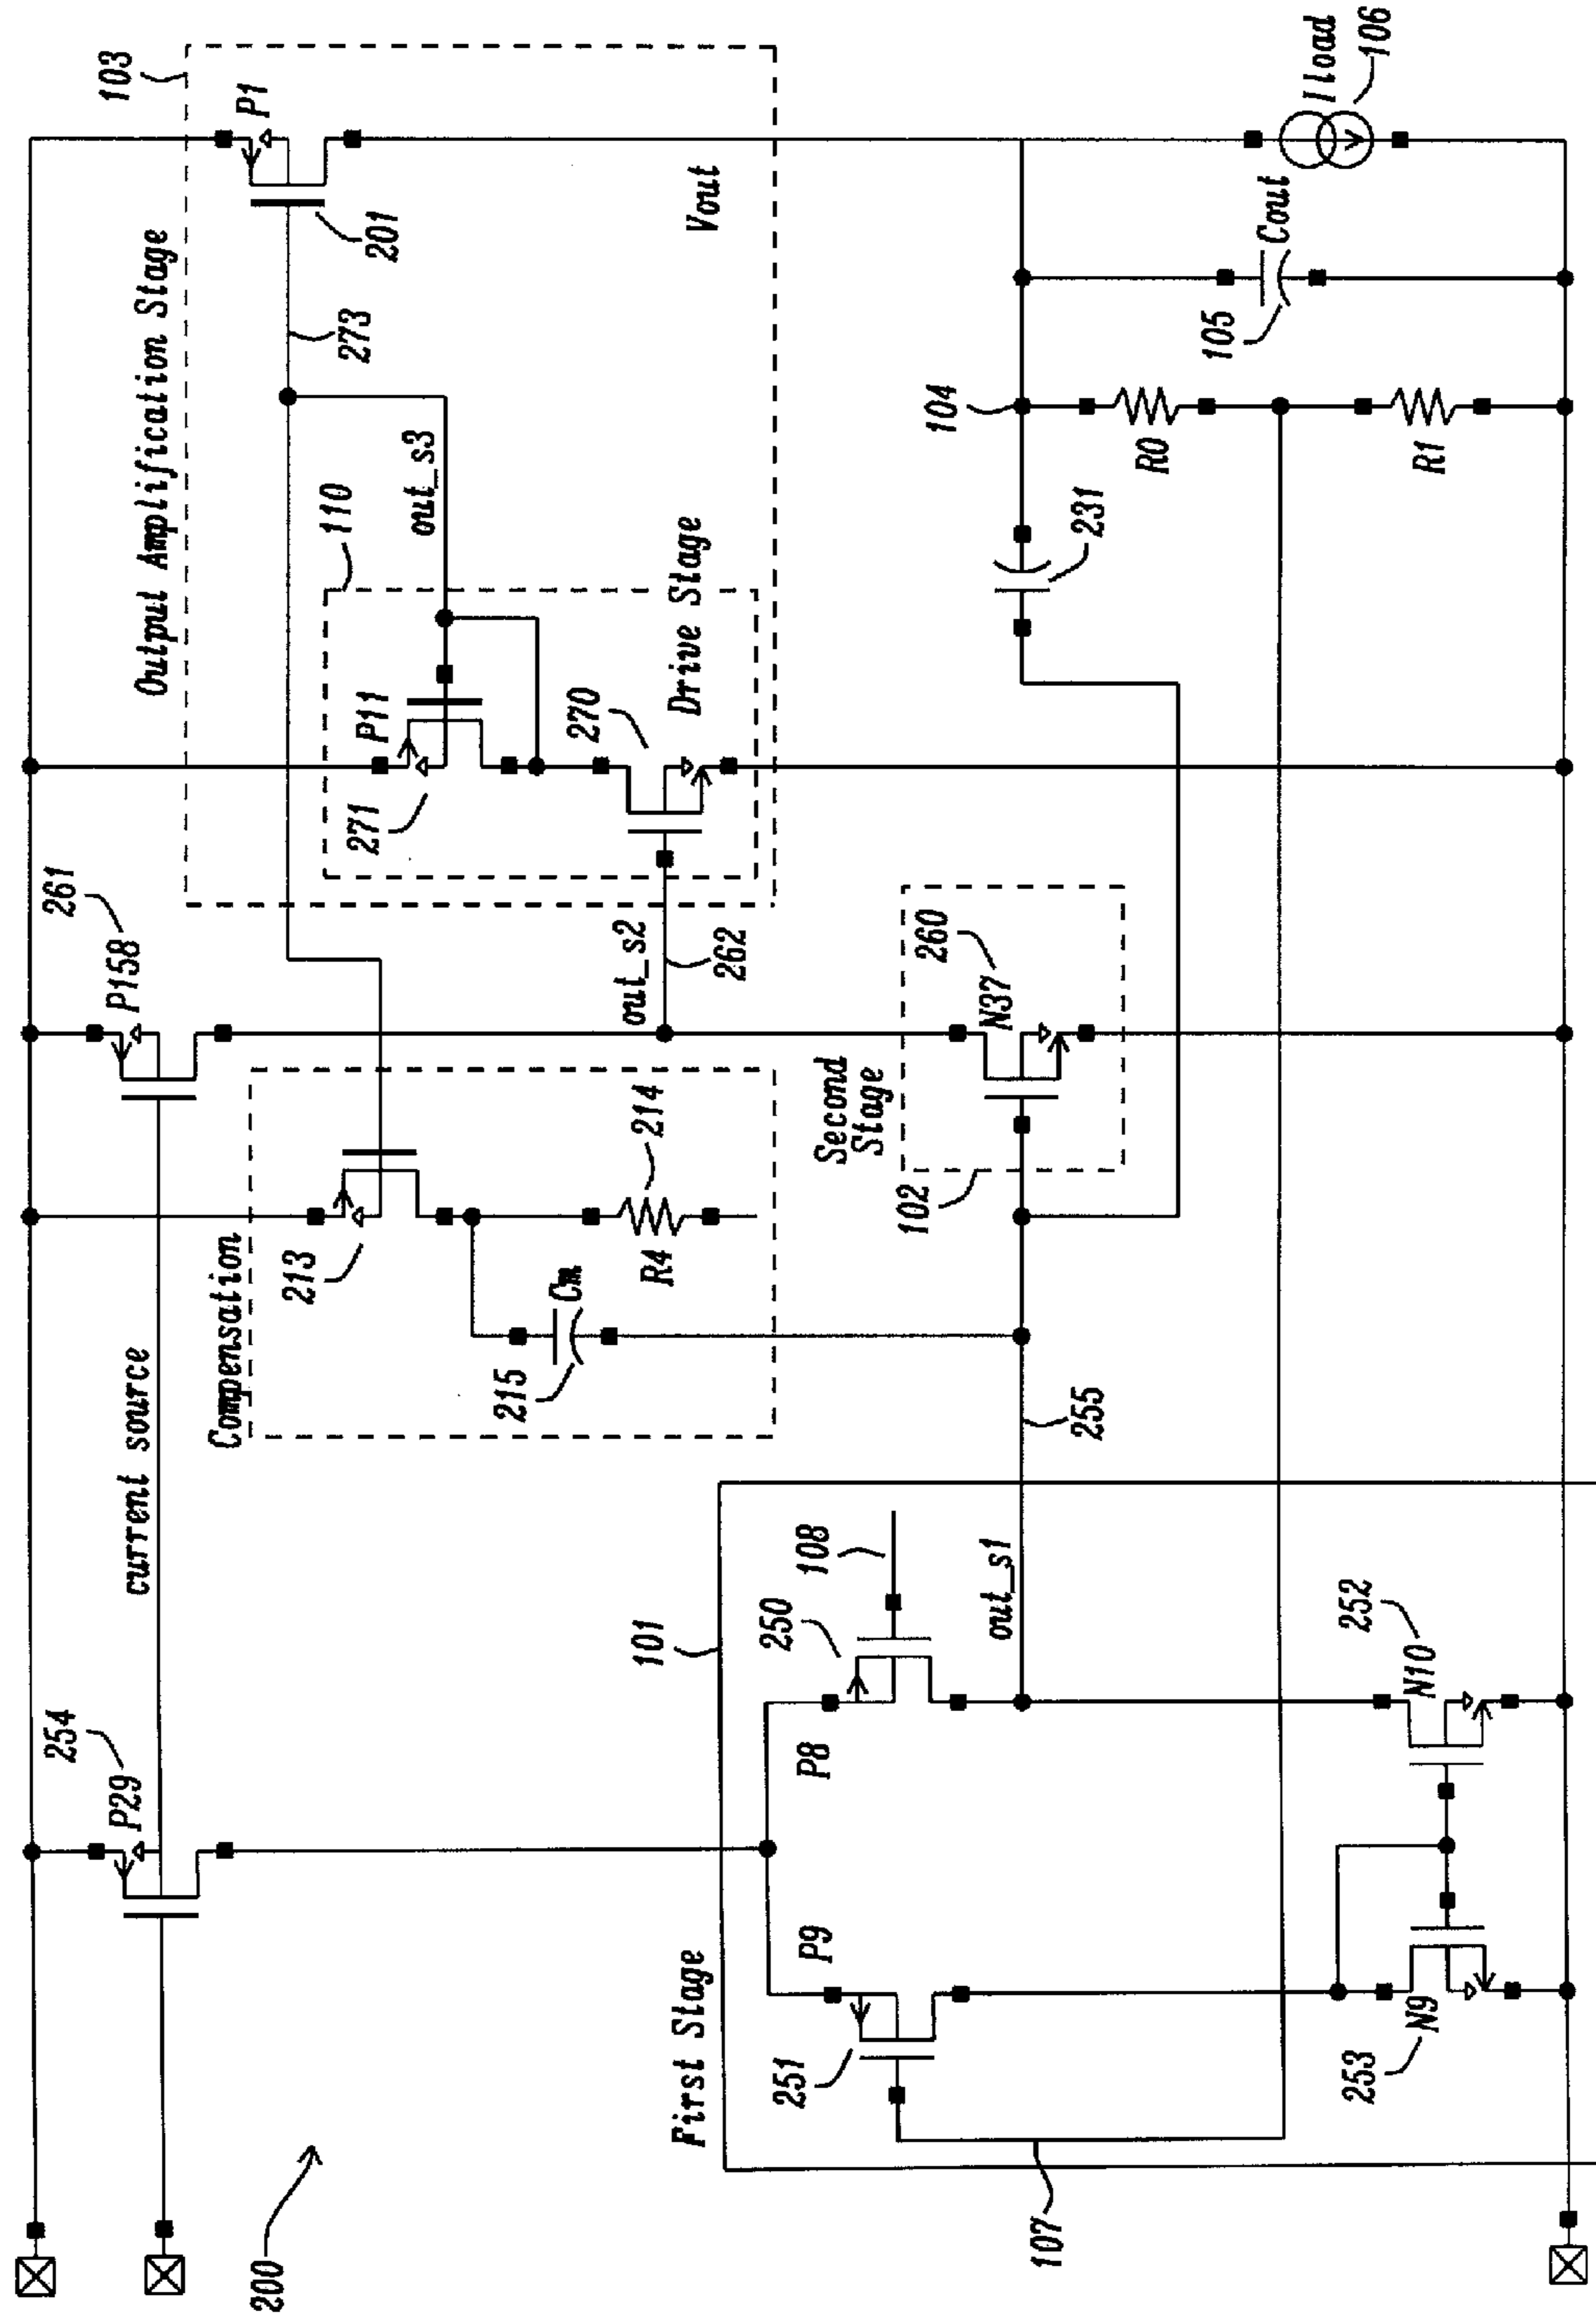 103
Output Amplification Stage
P1
201
273
out_s3
110
P11
271
270
Drive Stage
Vout
261
P158
out_s2
262
104
R0
R1
231
105
Cout
Iload
106
Compensation
213
214
R4
Cm
215
Second
Stage
102
N37
260
255
current source
254
P29
First Stage
101
108
250
P8
P9
251
out_s1
252
N10
253
N9
107
200